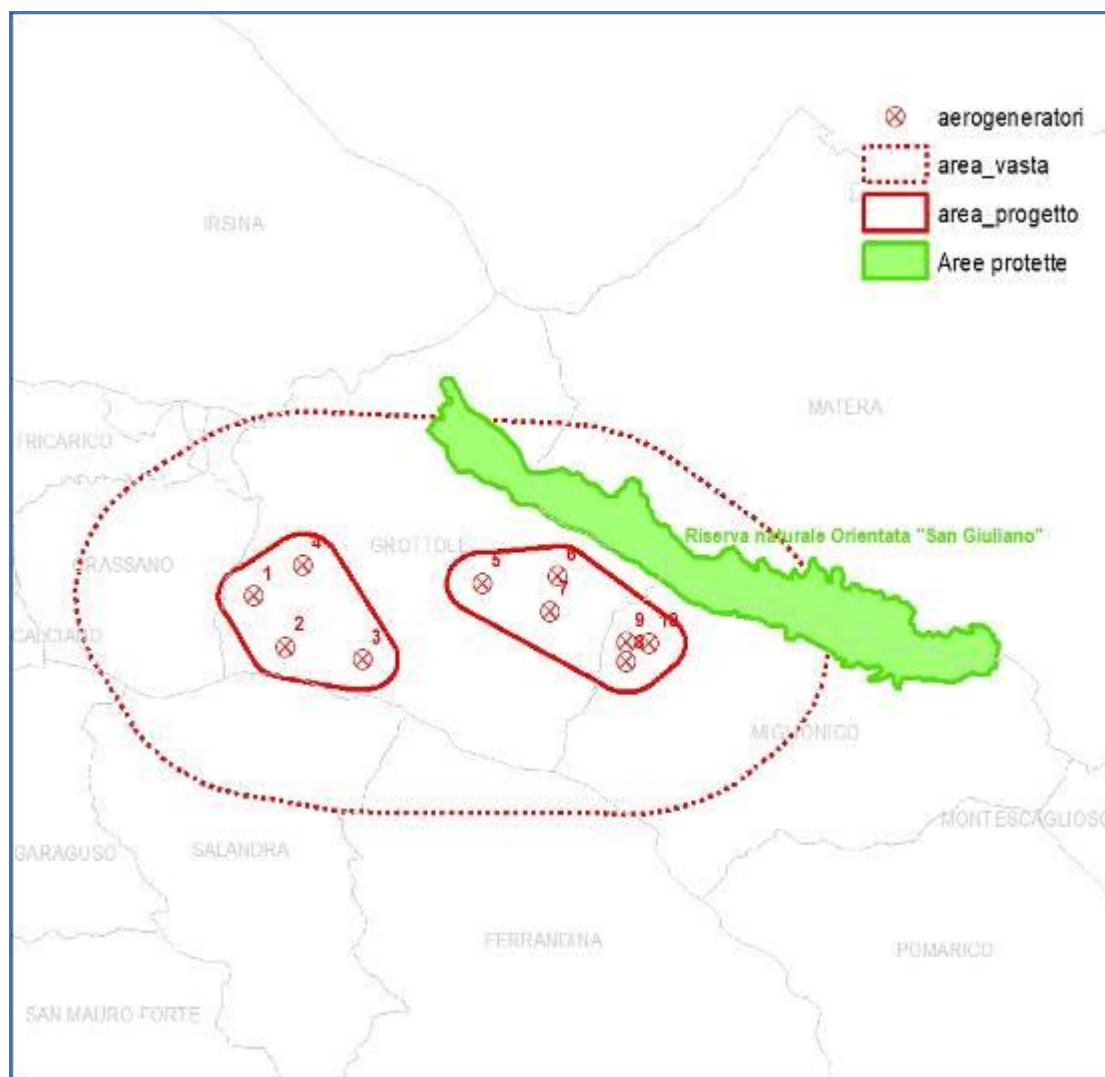 aerogeneratori
area_vasta
area_progetto
Aree protette
IRSINA
MATERA
TRICARICO
Riserva naturale Orientata "San Giuliano"
GROTTOLE
GRASSANO
4
6
5
1
7
CALCIANO
2
9 10
3
8
MIGLIONICO
MONTESCAGLIOSO
GARAGUSO
SALANDRA
FERRANDINA
POMARICO
SAN MAURO FORTE